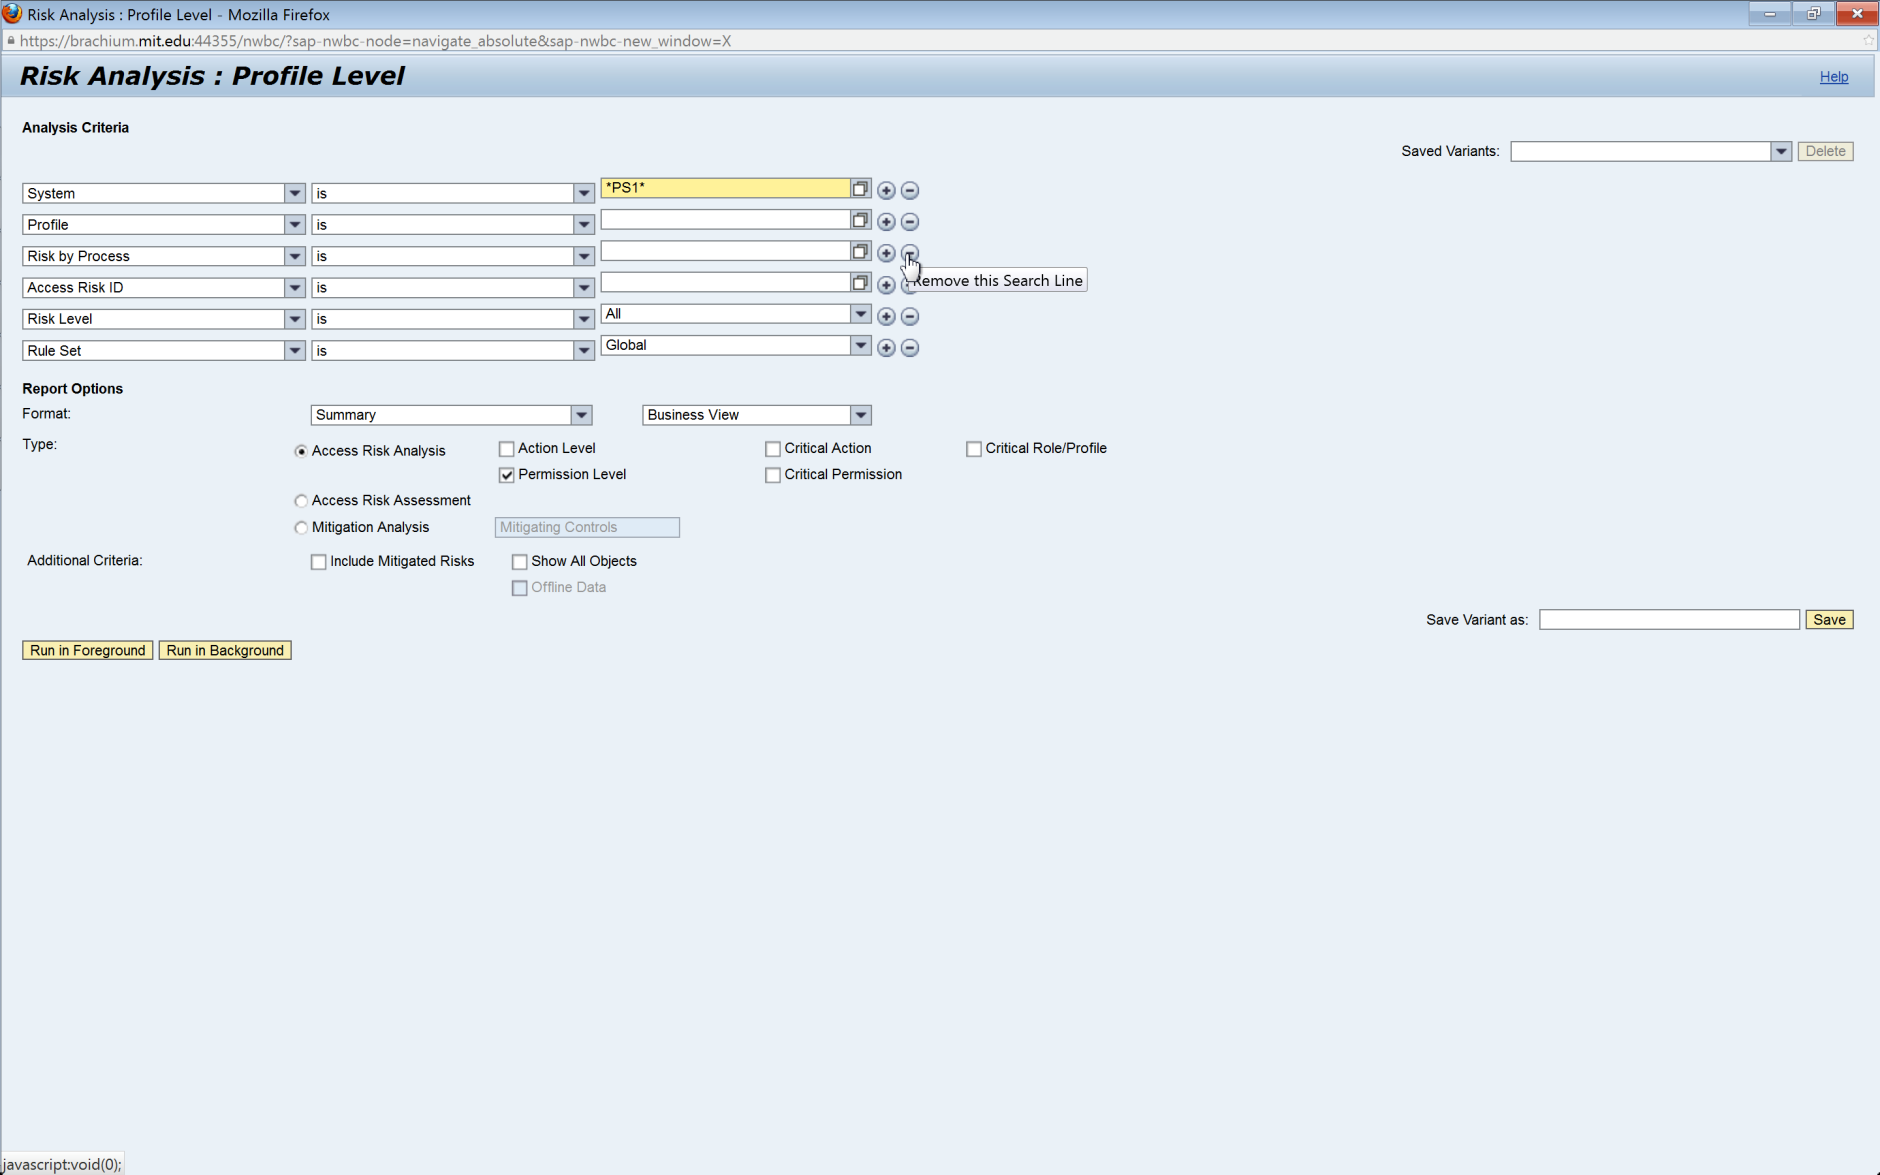 Risk Analysis : Profile Level - Mozilla Firefox
https://brachium.mit.edu:44355/nwbc/?sap-nwbc-node=navigate_absolute&sap-nwbc-new_window=X
Risk Analysis : Profile Level
Help
Analysis Criteria
Saved Variants:
Delete
System is *PS1*
Profile is
Risk by Process is
Access Risk ID is
Remove this Search Line
Risk Level is All
Rule Set is Global
Report Options
Format: Summary Business View
Type: Access Risk Analysis Action Level Critical Action Critical Role/Profile
Permission Level Critical Permission
Access Risk Assessment
Mitigation Analysis Mitigating Controls
Additional Criteria: Include Mitigated Risks Show All Objects
Offline Data
Save Variant as: Save
Run in Foreground Run in Background
javascript:void(0);